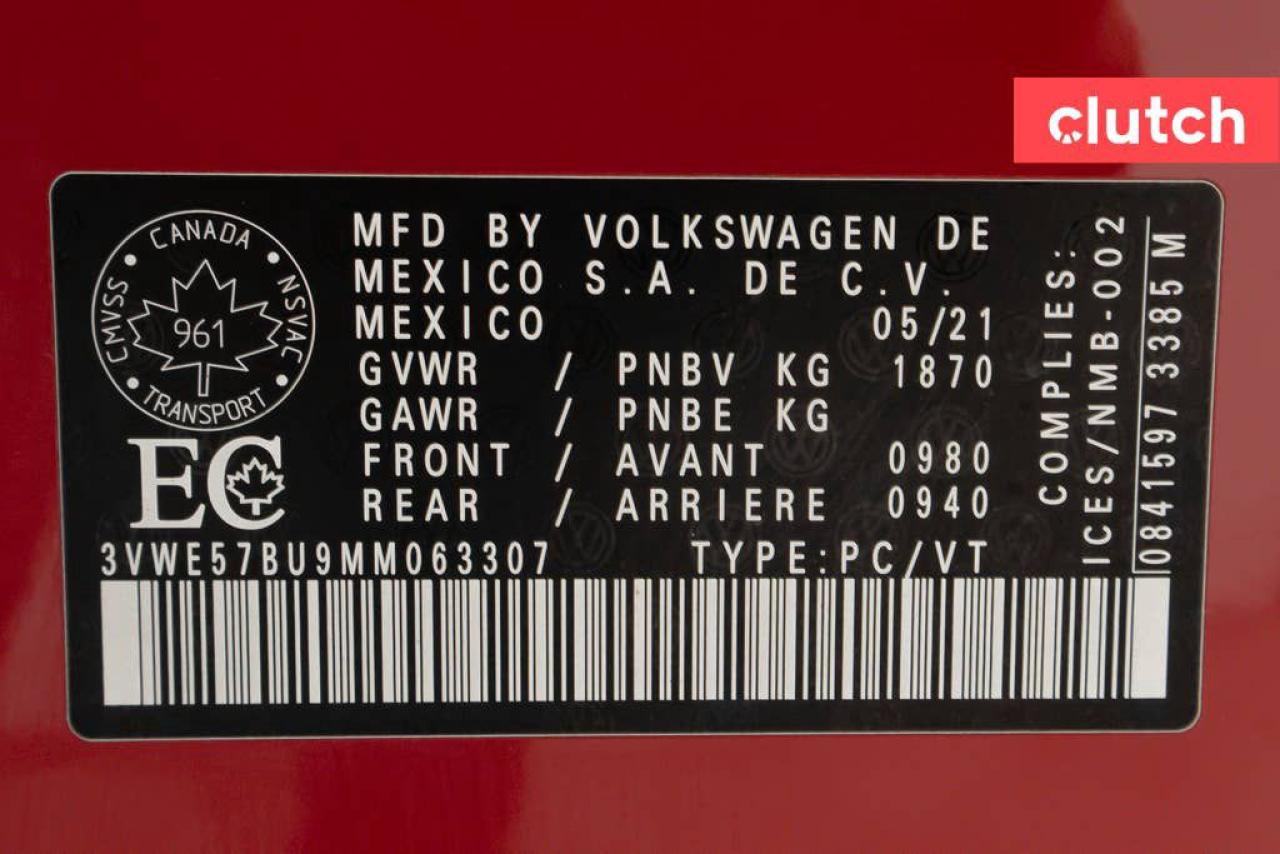 clutch
CANADA
CMVSS
NSVAC
961
TRANSPORT
EC
MFD BY VOLKSWAGEN DE
MEXICO S.A. DE C.V.
MEXICO 05/21
GVWR / PNBV KG 1870
GAWR / PNBE KG
FRONT / AVANT 0980
REAR / ARRIERE 0940
3VWE57BU9MM063307 TYPE:PC/VT
COMPLIES:
ICES/NMB-002
0841597 3385 M